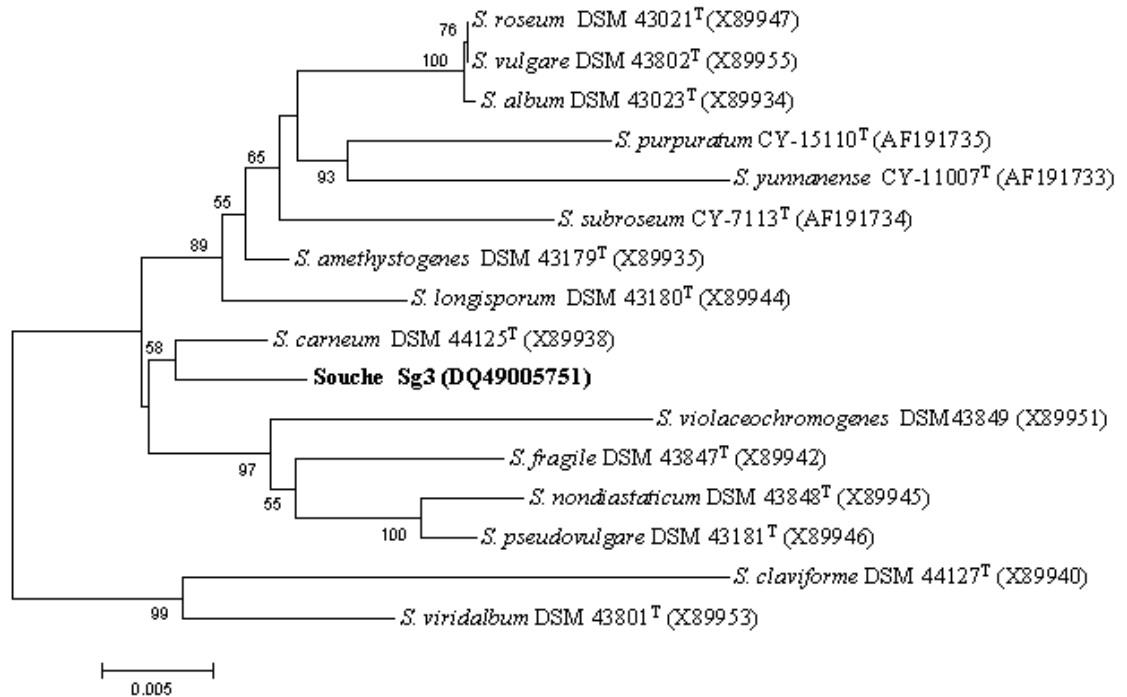 S. roseum DSM 43021ᵀ (X89947)
76
S. vulgare DSM 43802ᵀ (X89955)
100
S. album DSM 43023ᵀ (X89934)
S. purpuratum CY-15110ᵀ (AF191735)
65
93
S. yunnanense CY-11007ᵀ (AF191733)
55
S. subroseum CY-7113ᵀ (AF191734)
89
S. amethystogenes DSM 43179ᵀ (X89935)
S. longisporum DSM 43180ᵀ (X89944)
S. carneum DSM 44125ᵀ (X89938)
58
Souche Sg3 (DQ49005751)
S. violaceochromogenes DSM43849 (X89951)
97
S. fragile DSM 43847ᵀ (X89942)
55
S. nondiastaticum DSM 43848ᵀ (X89945)
100
S. pseudovulgare DSM 43181ᵀ (X89946)
S. claviforme DSM 44127ᵀ (X89940)
99
S. viridalbum DSM 43801ᵀ (X89953)
0.005